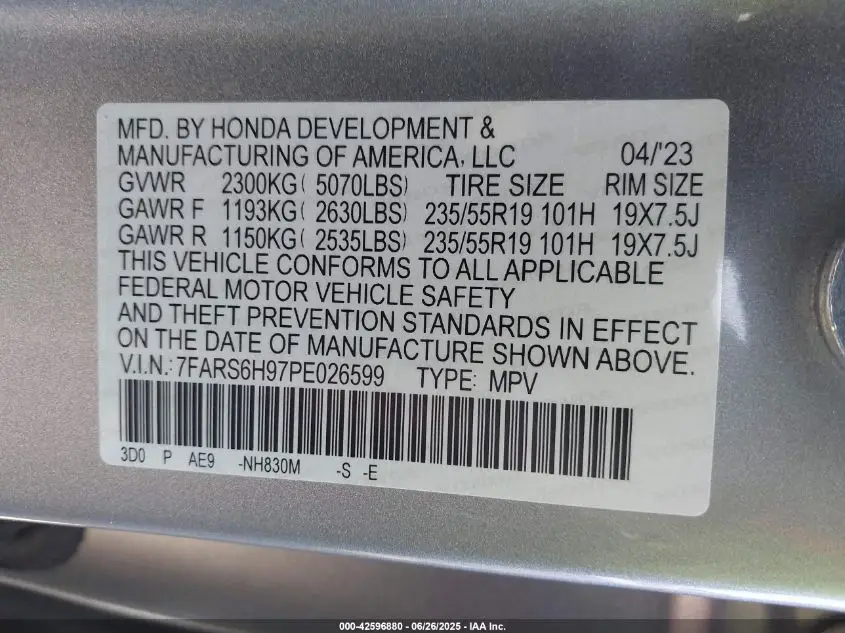 MFD. BY HONDA DEVELOPMENT &
MANUFACTURING OF AMERICA, LLC 04/'23
GVWR 2300KG( 5070LBS) TIRE SIZE RIM SIZE
GAWR F 1193KG( 2630LBS) 235/55R19 101H 19X7.5J
GAWR R 1150KG( 2535LBS) 235/55R19 101H 19X7.5J
THIS VEHICLE CONFORMS TO ALL APPLICABLE
FEDERAL MOTOR VEHICLE SAFETY
AND THEFT PREVENTION STANDARDS IN EFFECT
ON THE DATE OF MANUFACTURE SHOWN ABOVE.
V.I.N.: 7FARS6H97PE026599 TYPE: MPV
3D0 P AE9 -NH830M -S -E
000-42596880 - 06/26/2025 - IAA Inc.